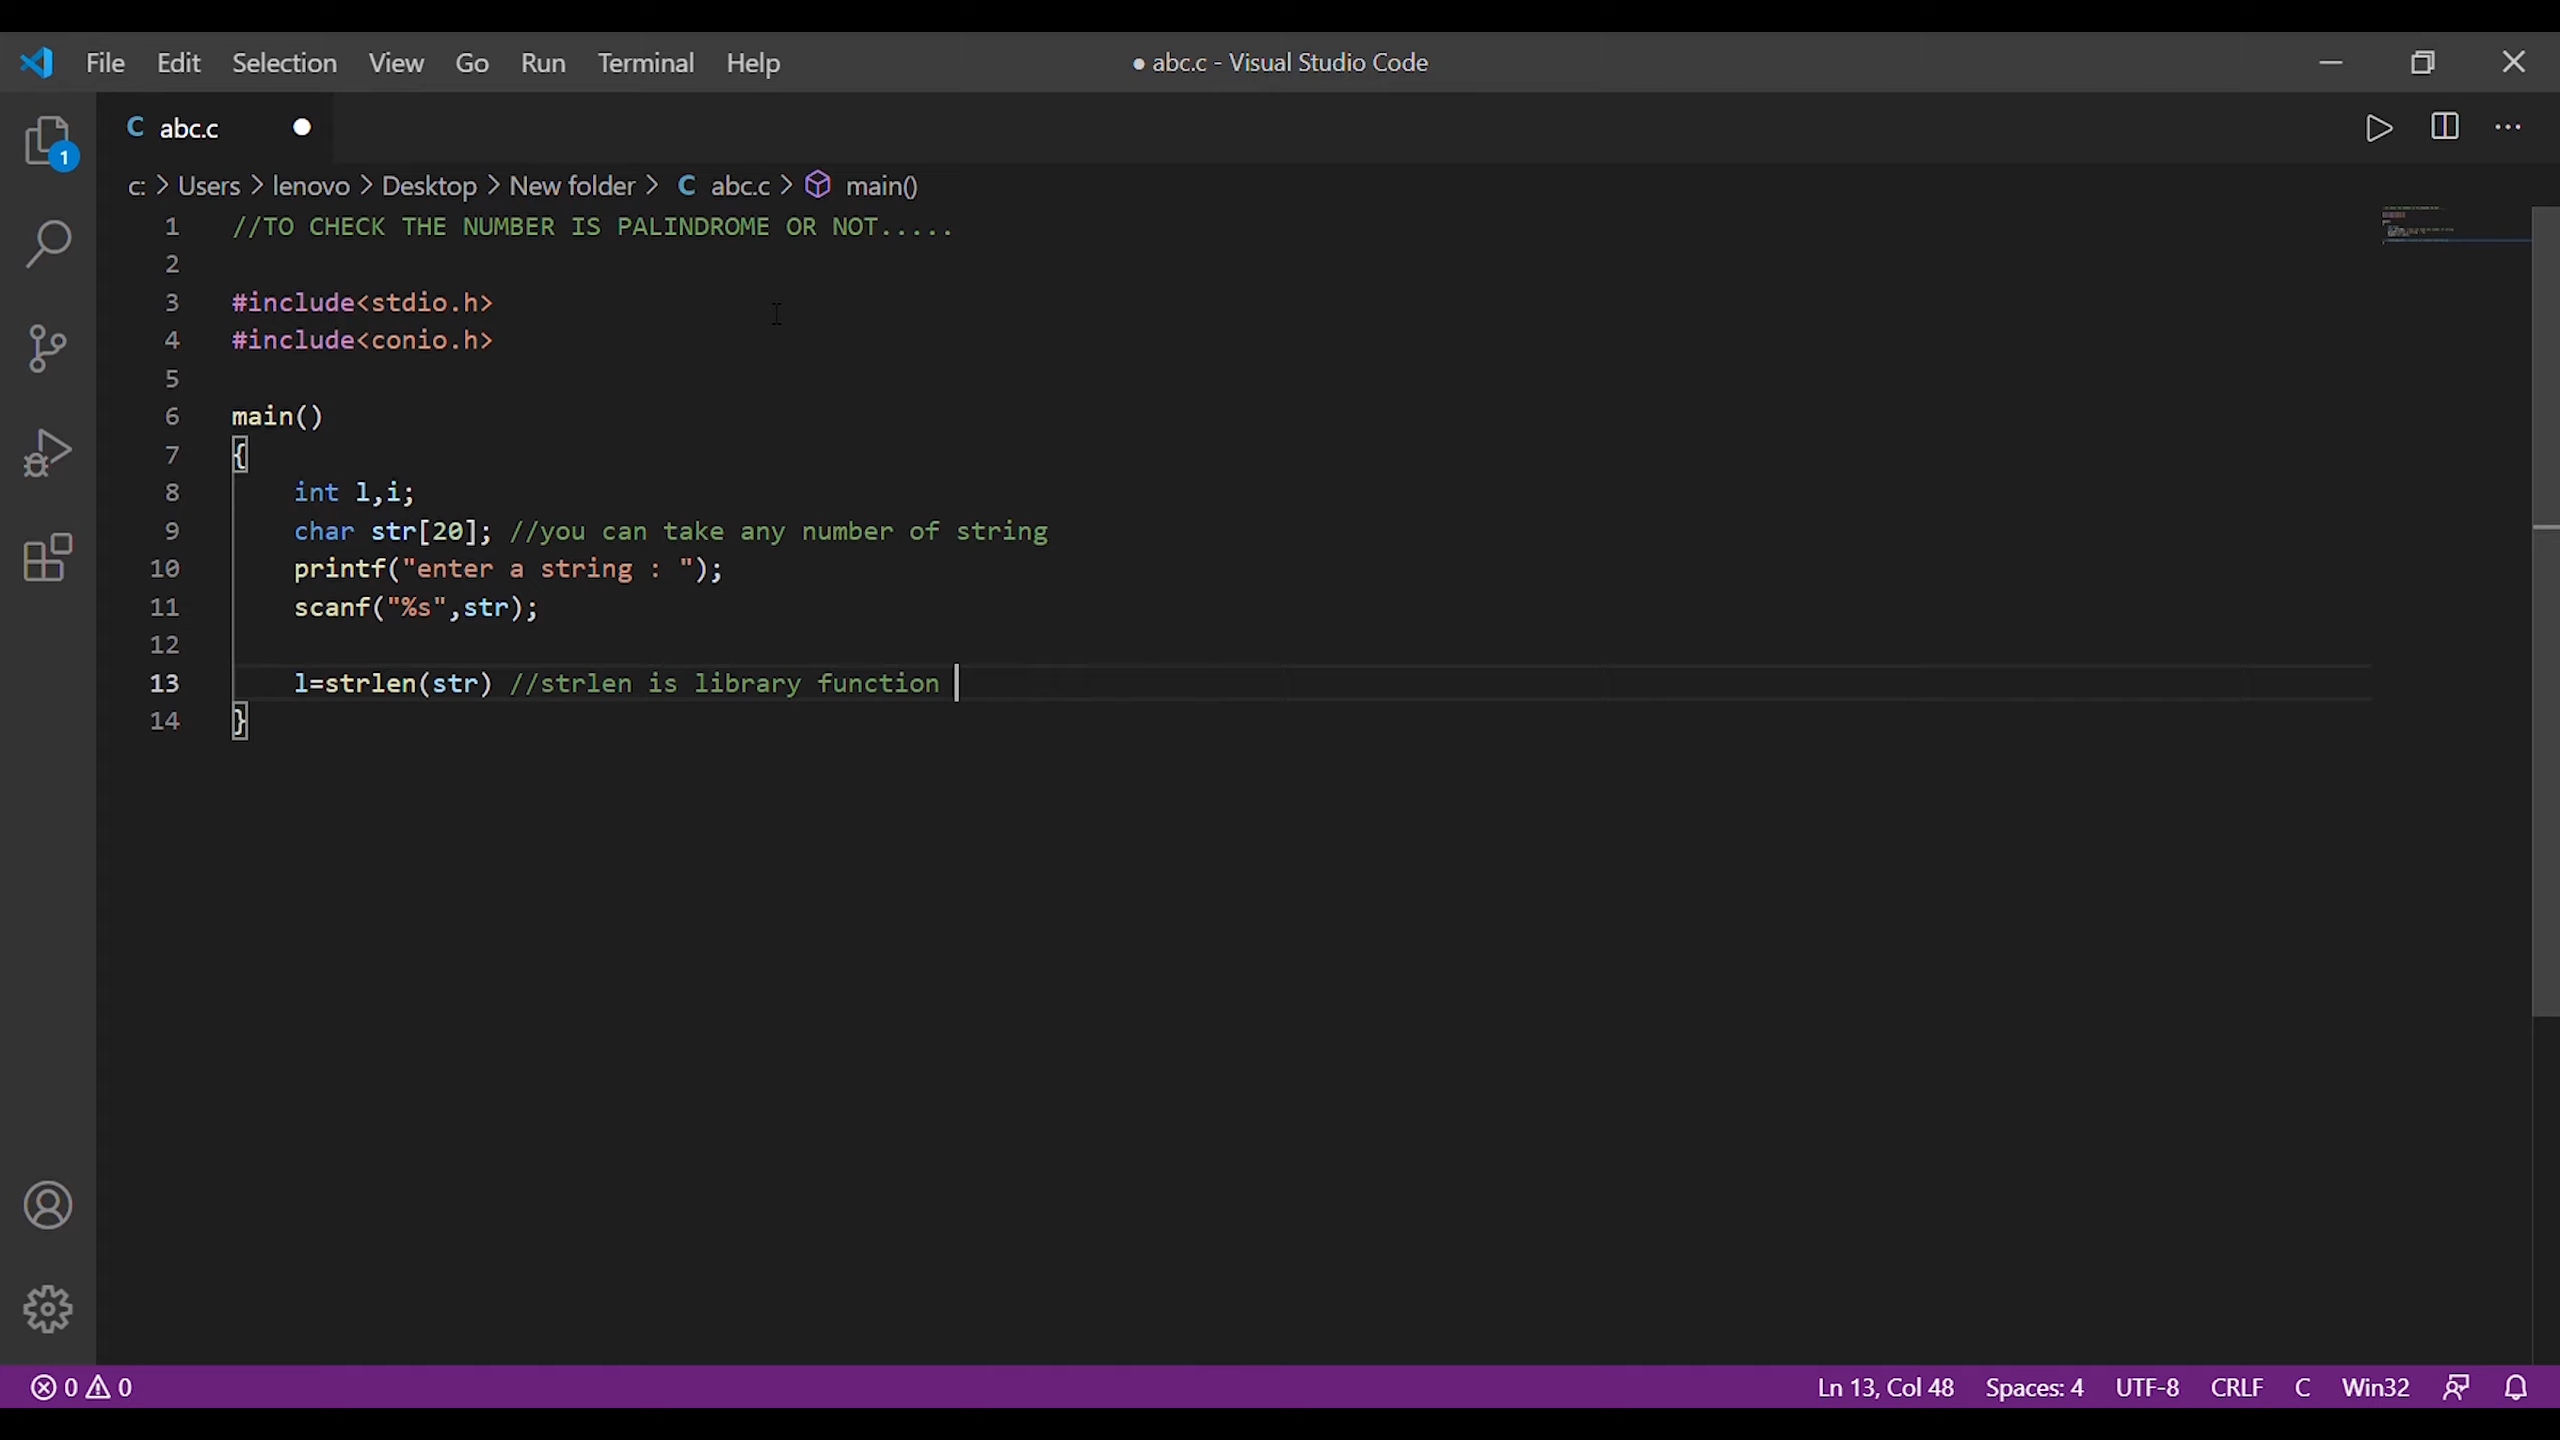 File Edit Selection View Go Run Terminal Help
● abc.c - Visual Studio Code
1
C abc.c ●
c: > Users > lenovo > Desktop > New folder > C abc.c > main()
1 //TO CHECK THE NUMBER IS PALINDROME OR NOT.....
2
3 #include<stdio.h>
4 #include<conio.h>
5
6 main()
7 {
8 int l,i;
9 char str[20]; //you can take any number of string
10 printf("enter a string : ");
11 scanf("%s",str);
12
13 l=strlen(str) //strlen is library function
14 }
0 0
Ln 13, Col 48 Spaces: 4 UTF-8 CRLF C Win32